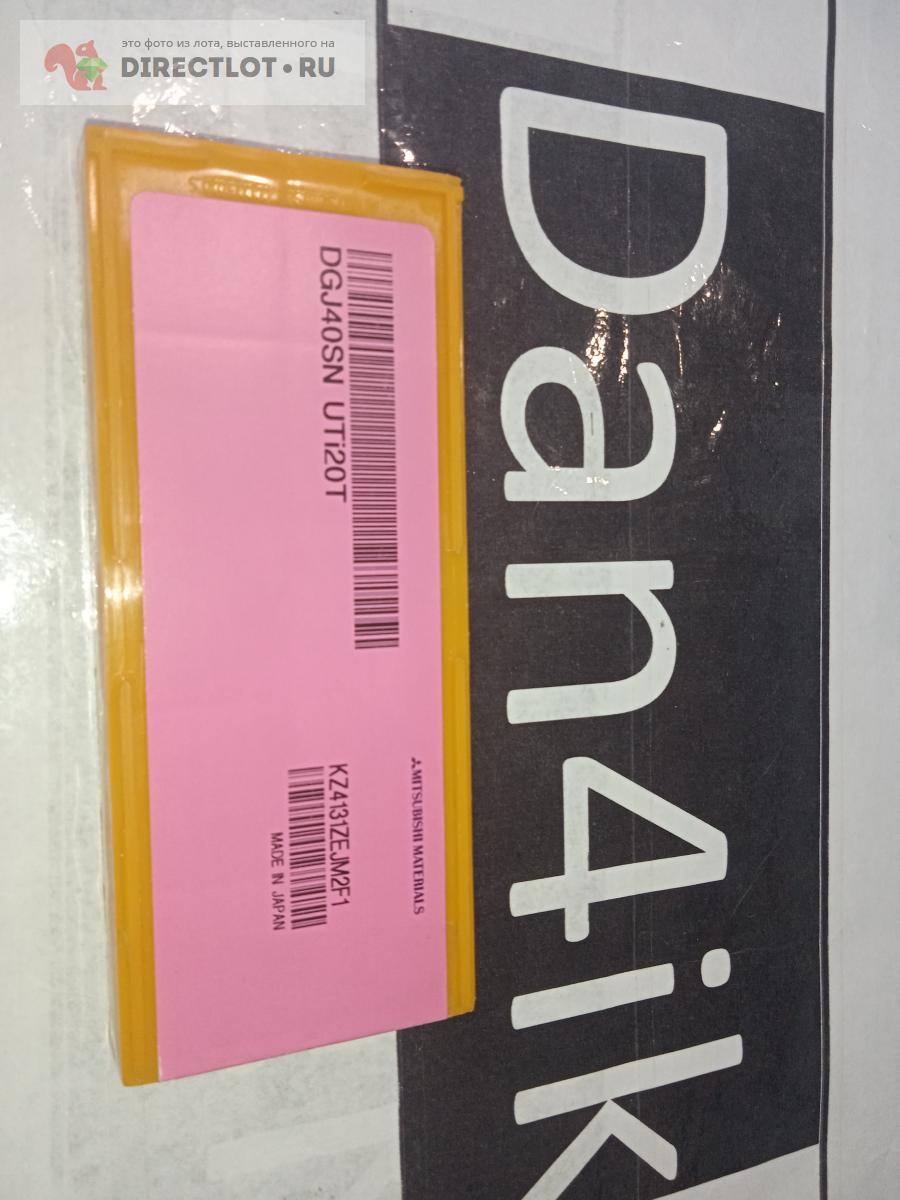 это фото из лота, выставленного на
DIRECTLOT•RU
DGJ40SN UTi20T
MITSUBISHI MATERIALS
KZ4131ZEJM2F1
MADE IN JAPAN
Dan4ik